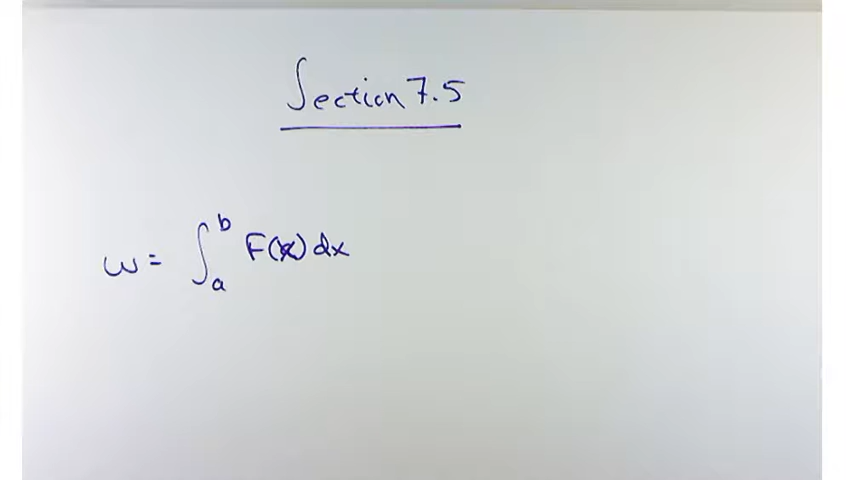 Section 7.5
w = ∫_a^b F(x) dx